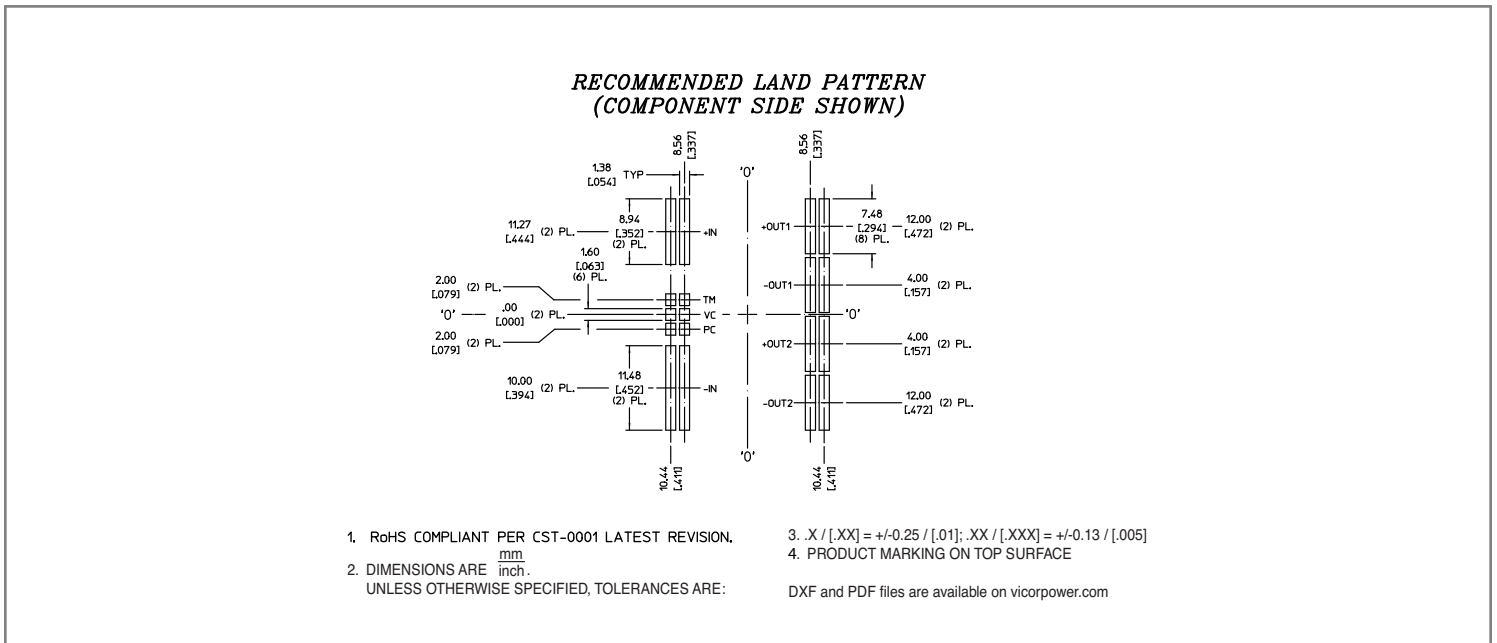 RECOMMENDED LAND PATTERN
(COMPONENT SIDE SHOWN)
8.56
[.337]
8.56
[.337]
1.38
[.054] TYP
'0'
11.27
[.444] (2) PL.
8.94
[.352]
(2) PL.
+IN
+OUT1
7.48
[.294]
(8) PL.
12.00
[.472] (2) PL.
1.60
[.063]
(6) PL.
2.00
[.079] (2) PL.
TM
-OUT1
4.00
[.157] (2) PL.
'0'
.00
[.000] (2) PL.
VC
'0'
2.00
[.079] (2) PL.
PC
+OUT2
4.00
[.157] (2) PL.
10.00
[.394] (2) PL.
11.48
[.452]
(2) PL.
-IN
-OUT2
12.00
[.472] (2) PL.
'0'
10.44
[.411]
10.44
[.411]
1. RoHS COMPLIANT PER CST-0001 LATEST REVISION.
2. DIMENSIONS ARE mm
inch.
UNLESS OTHERWISE SPECIFIED, TOLERANCES ARE:
3. .X / [.XX] = +/-0.25 / [.01]; .XX / [.XXX] = +/-0.13 / [.005]
4. PRODUCT MARKING ON TOP SURFACE
DXF and PDF files are available on vicorpower.com